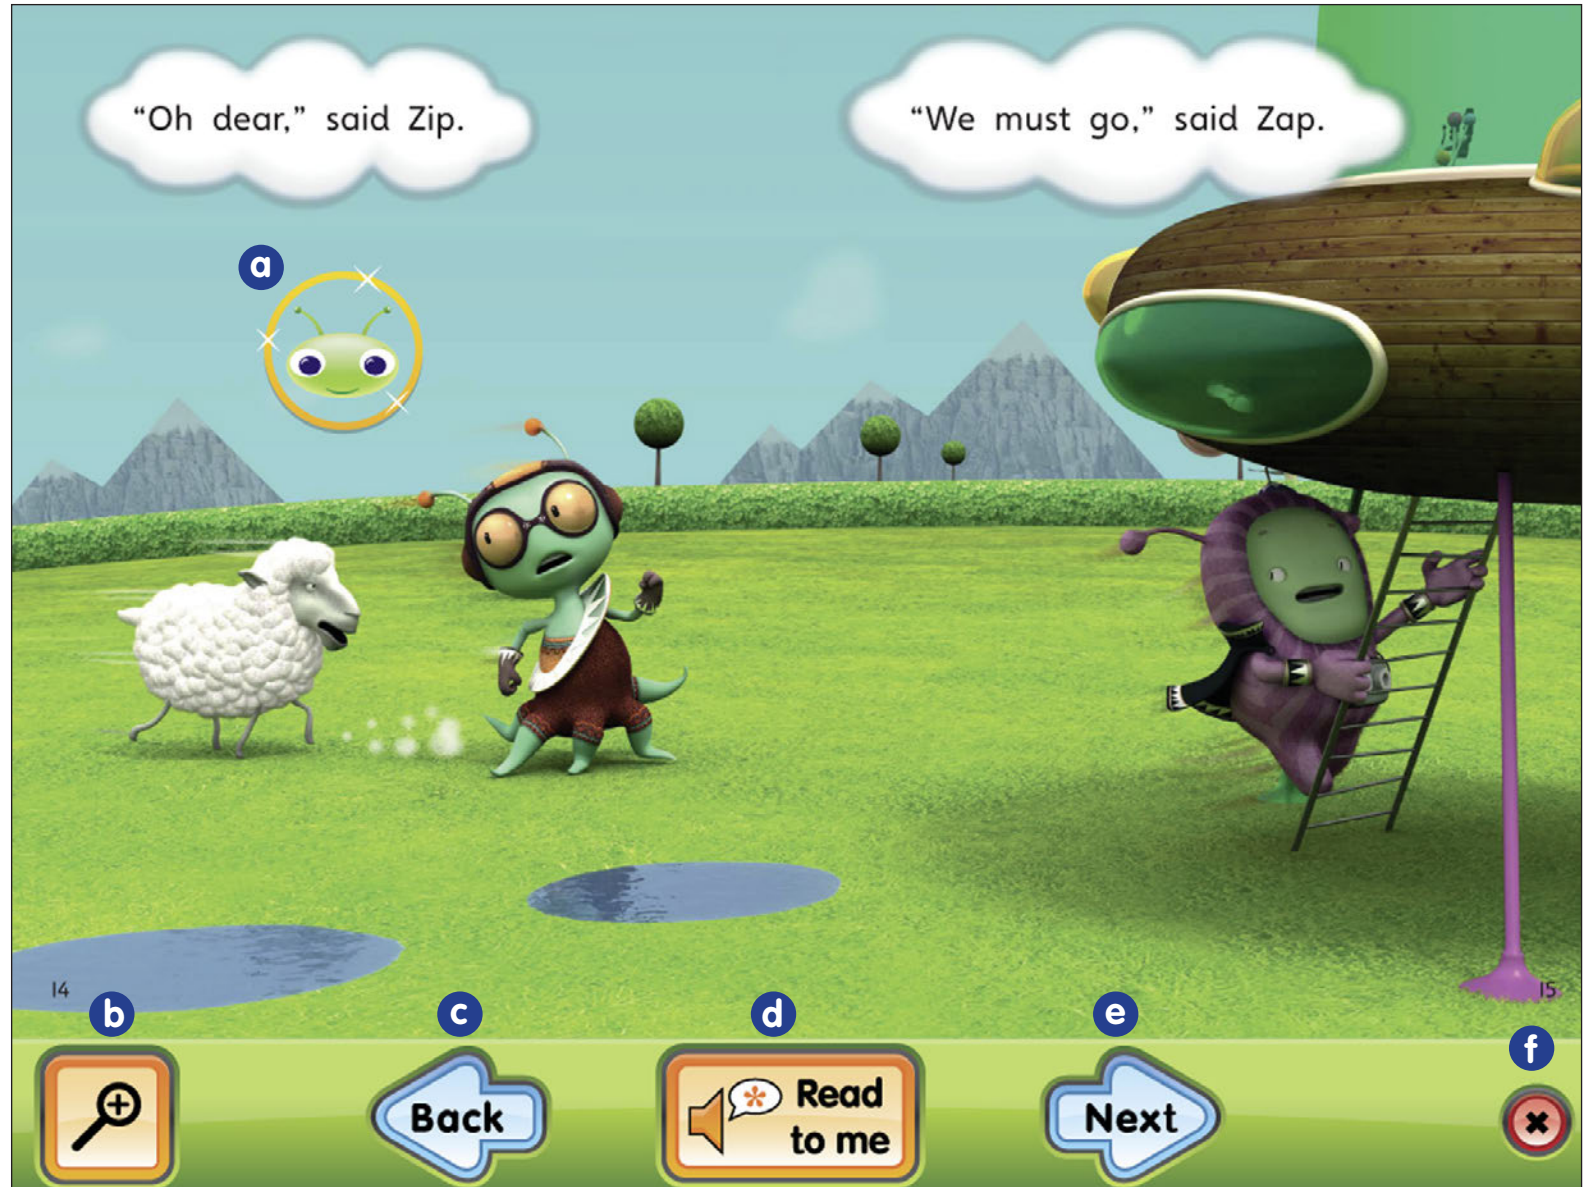 “Oh dear,” said Zip.
“We must go,” said Zap.
a
14
15
b
c
d
e
f
Back
Read
to me
Next